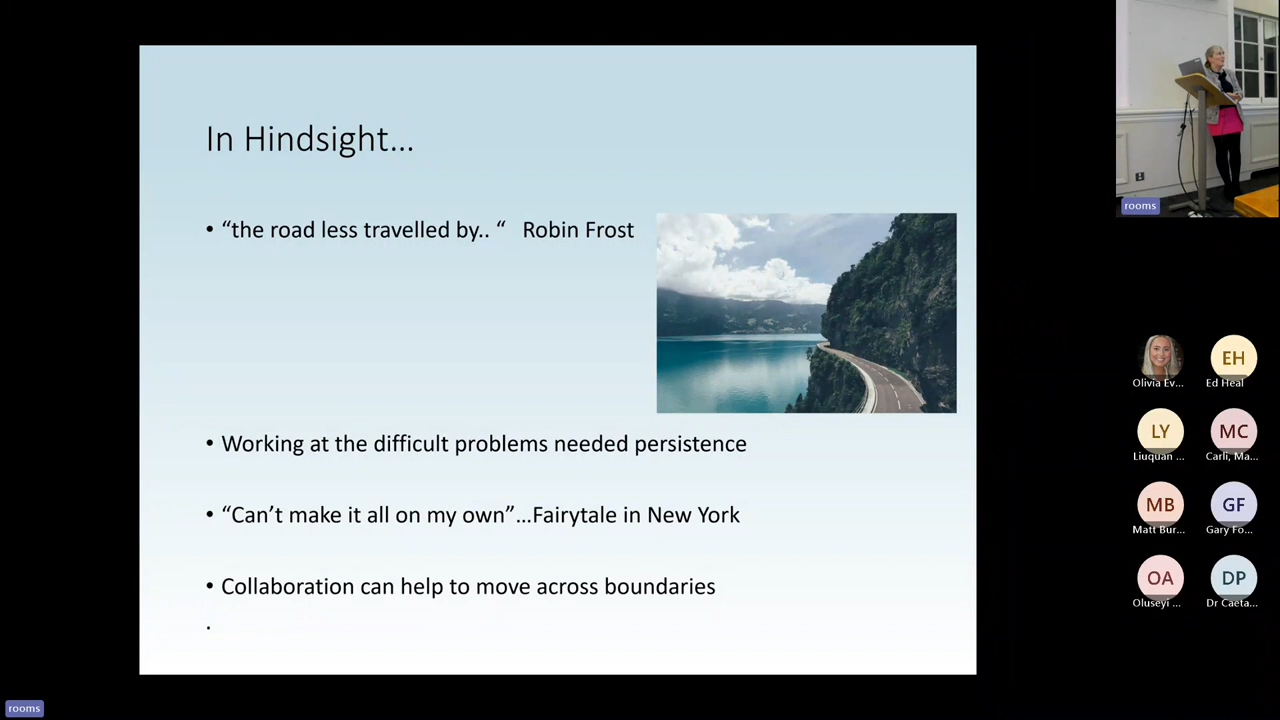 In Hindsight...
• “the road less travelled by.. “ Robin Frost
• Working at the difficult problems needed persistence
• “Can’t make it all on my own”...Fairytale in New York
• Collaboration can help to move across boundaries
.
rooms
Olivia Ev...
EH
Ed Heal
LY
Liuquan ...
MC
Carli, Ma...
MB
Matt Bur...
GF
Gary Fo...
OA
Oluseyi ...
DP
Dr Caeta...
rooms